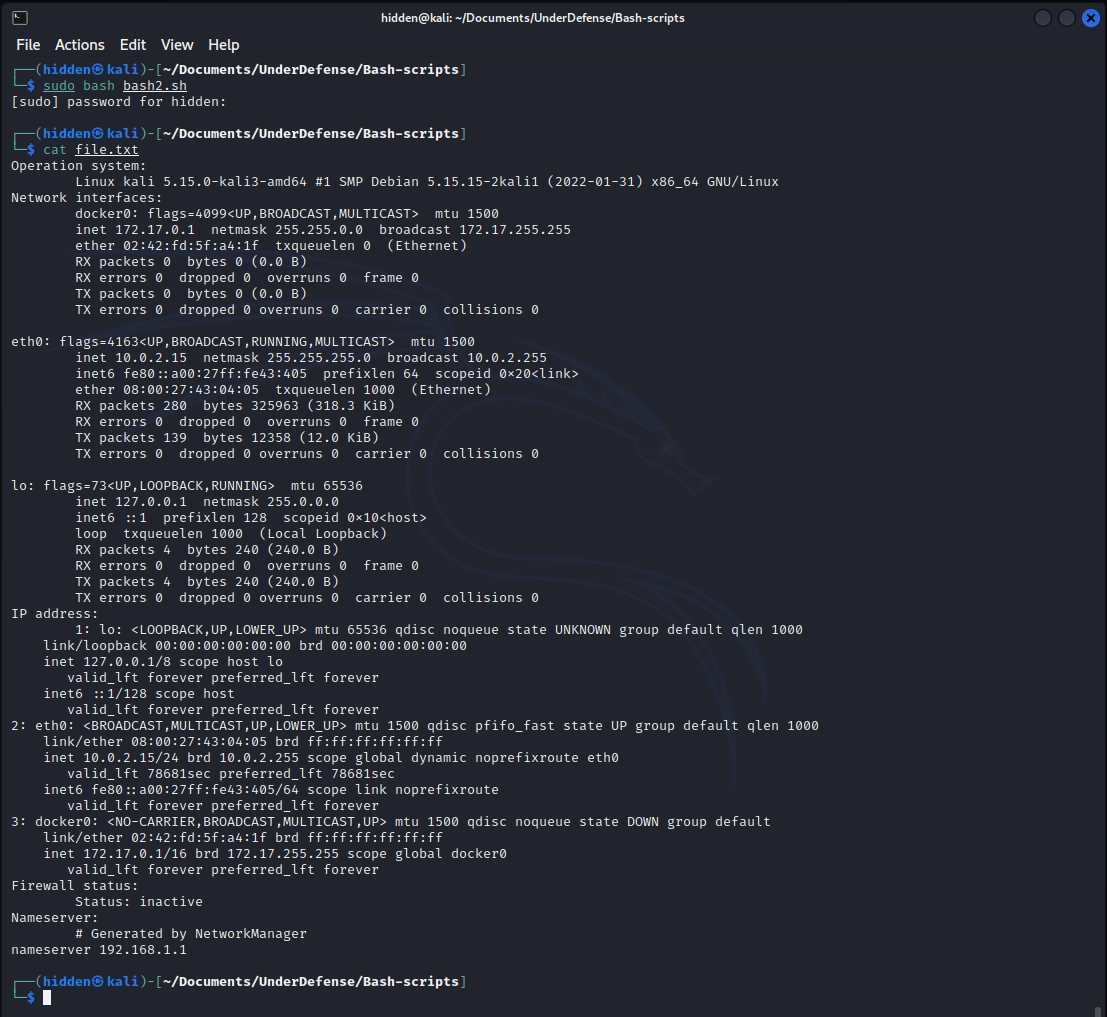 hidden@kali: ~/Documents/UnderDefense/Bash-scripts
File Actions Edit View Help
┌──(hidden㉿kali)-[~/Documents/UnderDefense/Bash-scripts]
└─$ sudo bash bash2.sh
[sudo] password for hidden:

┌──(hidden㉿kali)-[~/Documents/UnderDefense/Bash-scripts]
└─$ cat file.txt
Operation system:
        Linux kali 5.15.0-kali3-amd64 #1 SMP Debian 5.15.15-2kali1 (2022-01-31) x86_64 GNU/Linux
Network interfaces:
        docker0: flags=4099<UP,BROADCAST,MULTICAST>  mtu 1500
        inet 172.17.0.1  netmask 255.255.0.0  broadcast 172.17.255.255
        ether 02:42:fd:5f:a4:1f  txqueuelen 0  (Ethernet)
        RX packets 0  bytes 0 (0.0 B)
        RX errors 0  dropped 0  overruns 0  frame 0
        TX packets 0  bytes 0 (0.0 B)
        TX errors 0  dropped 0 overruns 0  carrier 0  collisions 0

eth0: flags=4163<UP,BROADCAST,RUNNING,MULTICAST>  mtu 1500
        inet 10.0.2.15  netmask 255.255.255.0  broadcast 10.0.2.255
        inet6 fe80::a00:27ff:fe43:405  prefixlen 64  scopeid 0×20<link>
        ether 08:00:27:43:04:05  txqueuelen 1000  (Ethernet)
        RX packets 280  bytes 325963 (318.3 KiB)
        RX errors 0  dropped 0  overruns 0  frame 0
        TX packets 139  bytes 12358 (12.0 KiB)
        TX errors 0  dropped 0 overruns 0  carrier 0  collisions 0

lo: flags=73<UP,LOOPBACK,RUNNING>  mtu 65536
        inet 127.0.0.1  netmask 255.0.0.0
        inet6 ::1  prefixlen 128  scopeid 0×10<host>
        loop  txqueuelen 1000  (Local Loopback)
        RX packets 4  bytes 240 (240.0 B)
        RX errors 0  dropped 0  overruns 0  frame 0
        TX packets 4  bytes 240 (240.0 B)
        TX errors 0  dropped 0 overruns 0  carrier 0  collisions 0
IP address:
        1: lo: <LOOPBACK,UP,LOWER_UP> mtu 65536 qdisc noqueue state UNKNOWN group default qlen 1000
    link/loopback 00:00:00:00:00:00 brd 00:00:00:00:00:00
    inet 127.0.0.1/8 scope host lo
       valid_lft forever preferred_lft forever
    inet6 ::1/128 scope host
       valid_lft forever preferred_lft forever
2: eth0: <BROADCAST,MULTICAST,UP,LOWER_UP> mtu 1500 qdisc pfifo_fast state UP group default qlen 1000
    link/ether 08:00:27:43:04:05 brd ff:ff:ff:ff:ff:ff
    inet 10.0.2.15/24 brd 10.0.2.255 scope global dynamic noprefixroute eth0
       valid_lft 78681sec preferred_lft 78681sec
    inet6 fe80::a00:27ff:fe43:405/64 scope link noprefixroute
       valid_lft forever preferred_lft forever
3: docker0: <NO-CARRIER,BROADCAST,MULTICAST,UP> mtu 1500 qdisc noqueue state DOWN group default
    link/ether 02:42:fd:5f:a4:1f brd ff:ff:ff:ff:ff:ff
    inet 172.17.0.1/16 brd 172.17.255.255 scope global docker0
       valid_lft forever preferred_lft forever
Firewall status:
        Status: inactive
Nameserver:
        # Generated by NetworkManager
nameserver 192.168.1.1

┌──(hidden㉿kali)-[~/Documents/UnderDefense/Bash-scripts]
└─$